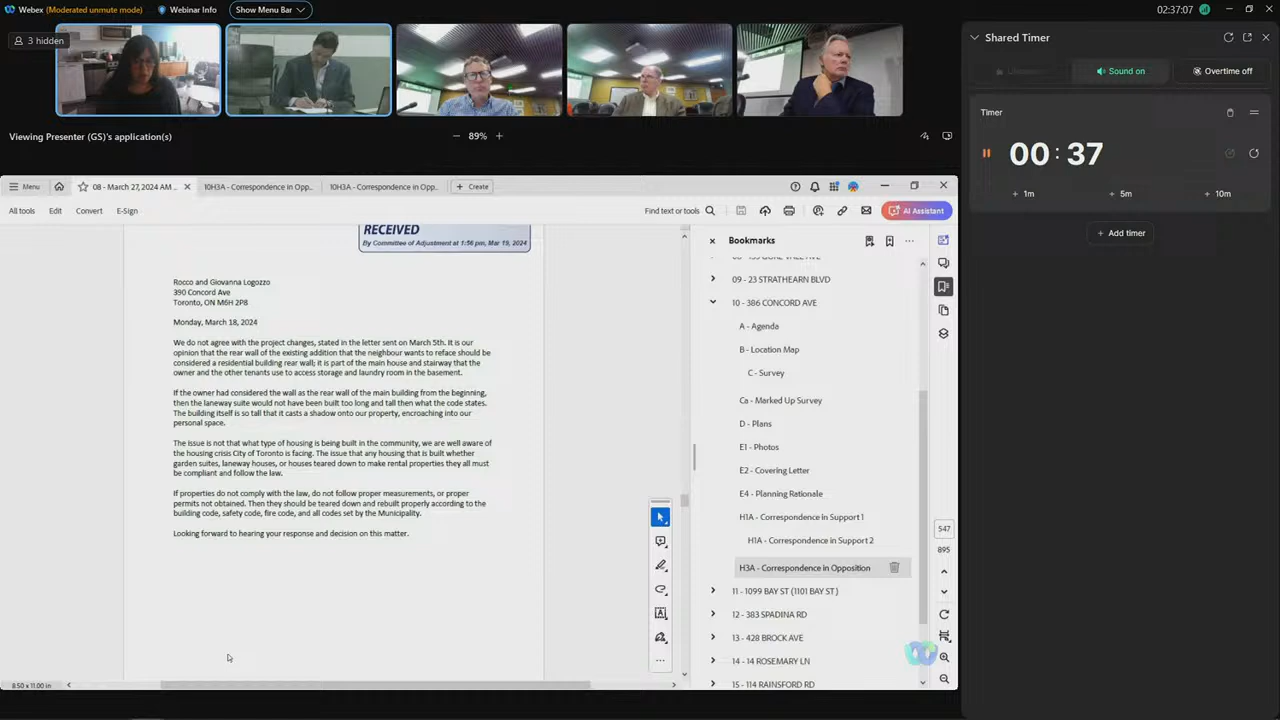 Webex (Moderated unmute mode) Webinar Info Show Menu Bar 02:37:07
3 hidden
Viewing Presenter (GS)'s application(s) 89%
Menu 08 - March 27, 2024 AM ... 10H3A - Correspondence in Opp... 10H3A - Correspondence in Opp... Create
All tools Edit Convert E-Sign Find text or tools AI Assistant
RECEIVED
By Committee of Adjustment at 1:56 pm, Mar 19, 2024
Rocco and Giovanna Logozzo
390 Concord Ave
Toronto, ON M6H 2P8
Monday, March 18, 2024
We do not agree with the project changes, stated in the letter sent on March 5th. It is our
opinion that the rear wall of the existing addition that the neighbour wants to reface should be
considered a residential building rear wall; it is part of the main house and stairway that the
owner and the other tenants use to access storage and laundry room in the basement.
If the owner had considered the wall as the rear wall of the main building from the beginning,
then the laneway suite would not have been built too long and tall then what the code states.
The building itself is so tall that it casts a shadow onto our property, encroaching into our
personal space.
The issue is not that what type of housing is being built in the community, we are well aware of
the housing crisis City of Toronto is facing. The issue that any housing that is built whether
garden suites, laneway houses, or houses teared down to make rental properties they all must
be compliant and follow the law.
If properties do not comply with the law, do not follow proper measurements, or proper
permits not obtained. Then they should be teared down and rebuilt properly according to the
building code, safety code, fire code, and all codes set by the Municipality.
Looking forward to hearing your response and decision on this matter.
8.50 x 11.00 in
Bookmarks
09 - 23 STRATHEARN BLVD
10 - 386 CONCORD AVE
A - Agenda
B - Location Map
C - Survey
Ca - Marked Up Survey
D - Plans
E1 - Photos
E2 - Covering Letter
E4 - Planning Rationale
H1A - Correspondence in Support 1
H1A - Correspondence in Support 2
H3A - Correspondence in Opposition
11 - 1099 BAY ST (1101 BAY ST)
12 - 383 SPADINA RD
13 - 428 BROCK AVE
14 - 14 ROSEMARY LN
15 - 114 RAINSFORD RD
547
895
Shared Timer
Sound on Overtime off
Timer
00 : 37
+ 1m + 5m + 10m
+ Add timer